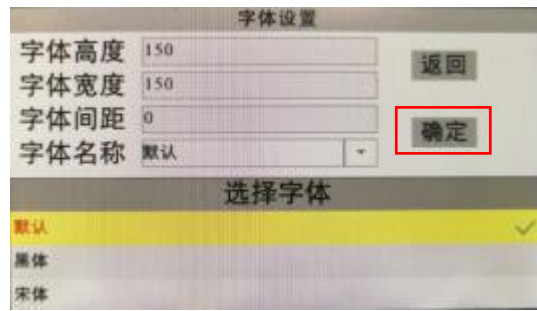 字体设置
字体高度 150
返回
字体宽度 150
字体间距 0
确定
字体名称 默认
选择字体
默认
黑体
宋体